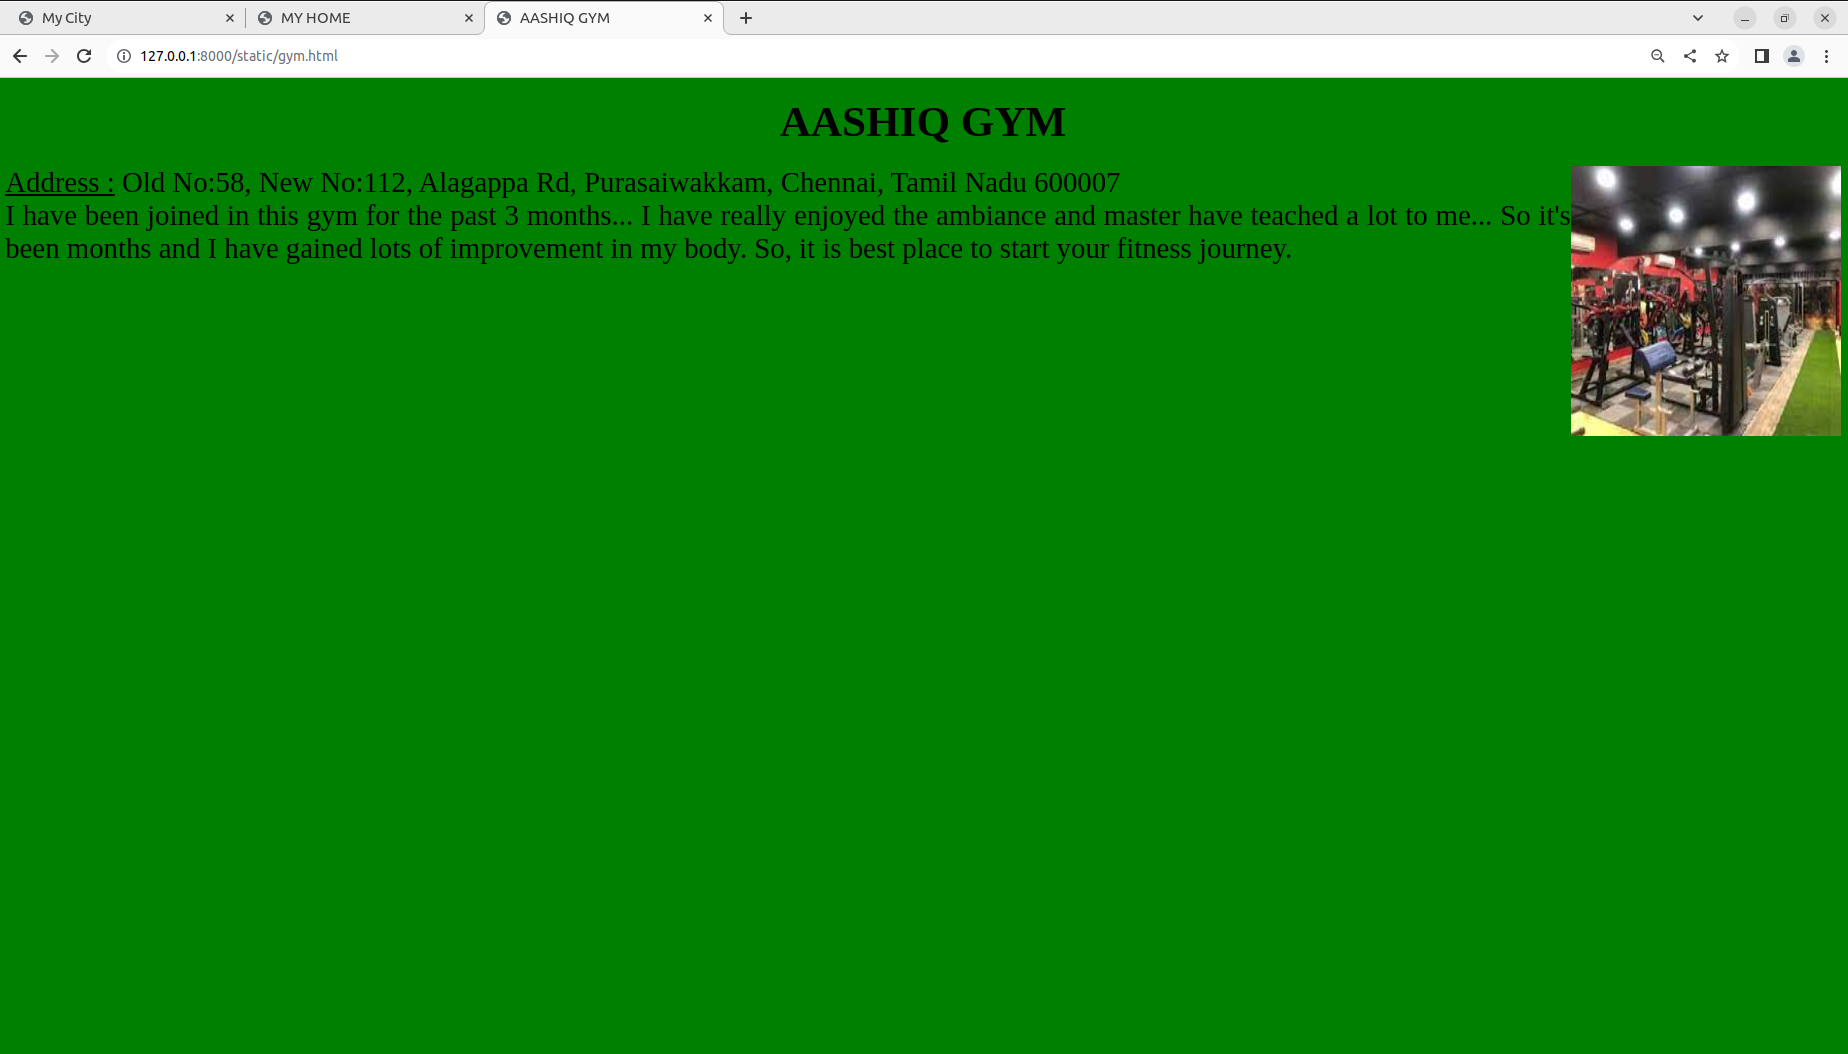 My City
MY HOME
AASHIQ GYM
127.0.0.1:8000/static/gym.html
AASHIQ GYM
Address : Old No:58, New No:112, Alagappa Rd, Purasaiwakkam, Chennai, Tamil Nadu 600007
I have been joined in this gym for the past 3 months... I have really enjoyed the ambiance and master have teached a lot to me... So it's
been months and I have gained lots of improvement in my body. So, it is best place to start your fitness journey.